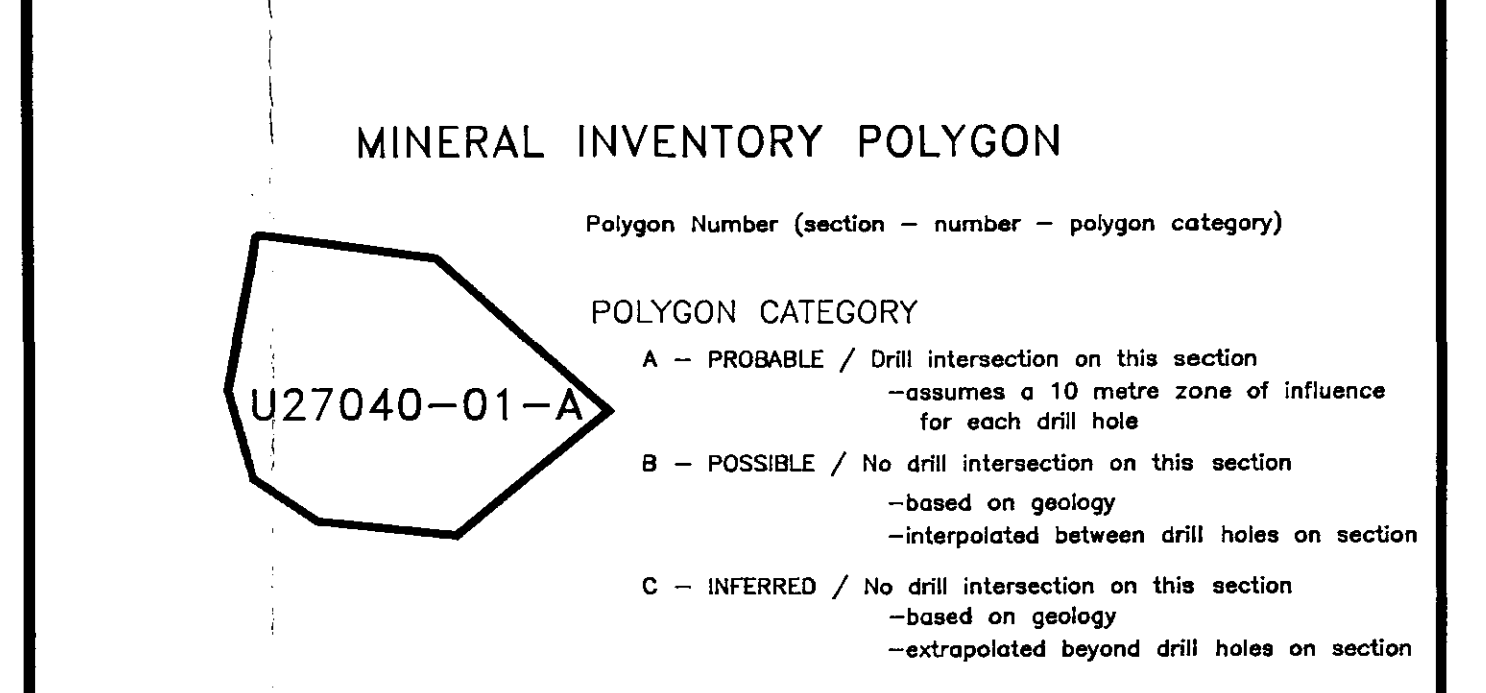 MINERAL INVENTORY POLYGON
Polygon Number (section – number – polygon category)
U27040–01–A
POLYGON CATEGORY
A – PROBABLE / Drill intersection on this section
–assumes a 10 metre zone of influence
for each drill hole
B – POSSIBLE / No drill intersection on this section
–based on geology
–interpolated between drill holes on section
C – INFERRED / No drill intersection on this section
–based on geology
–extrapolated beyond drill holes on section